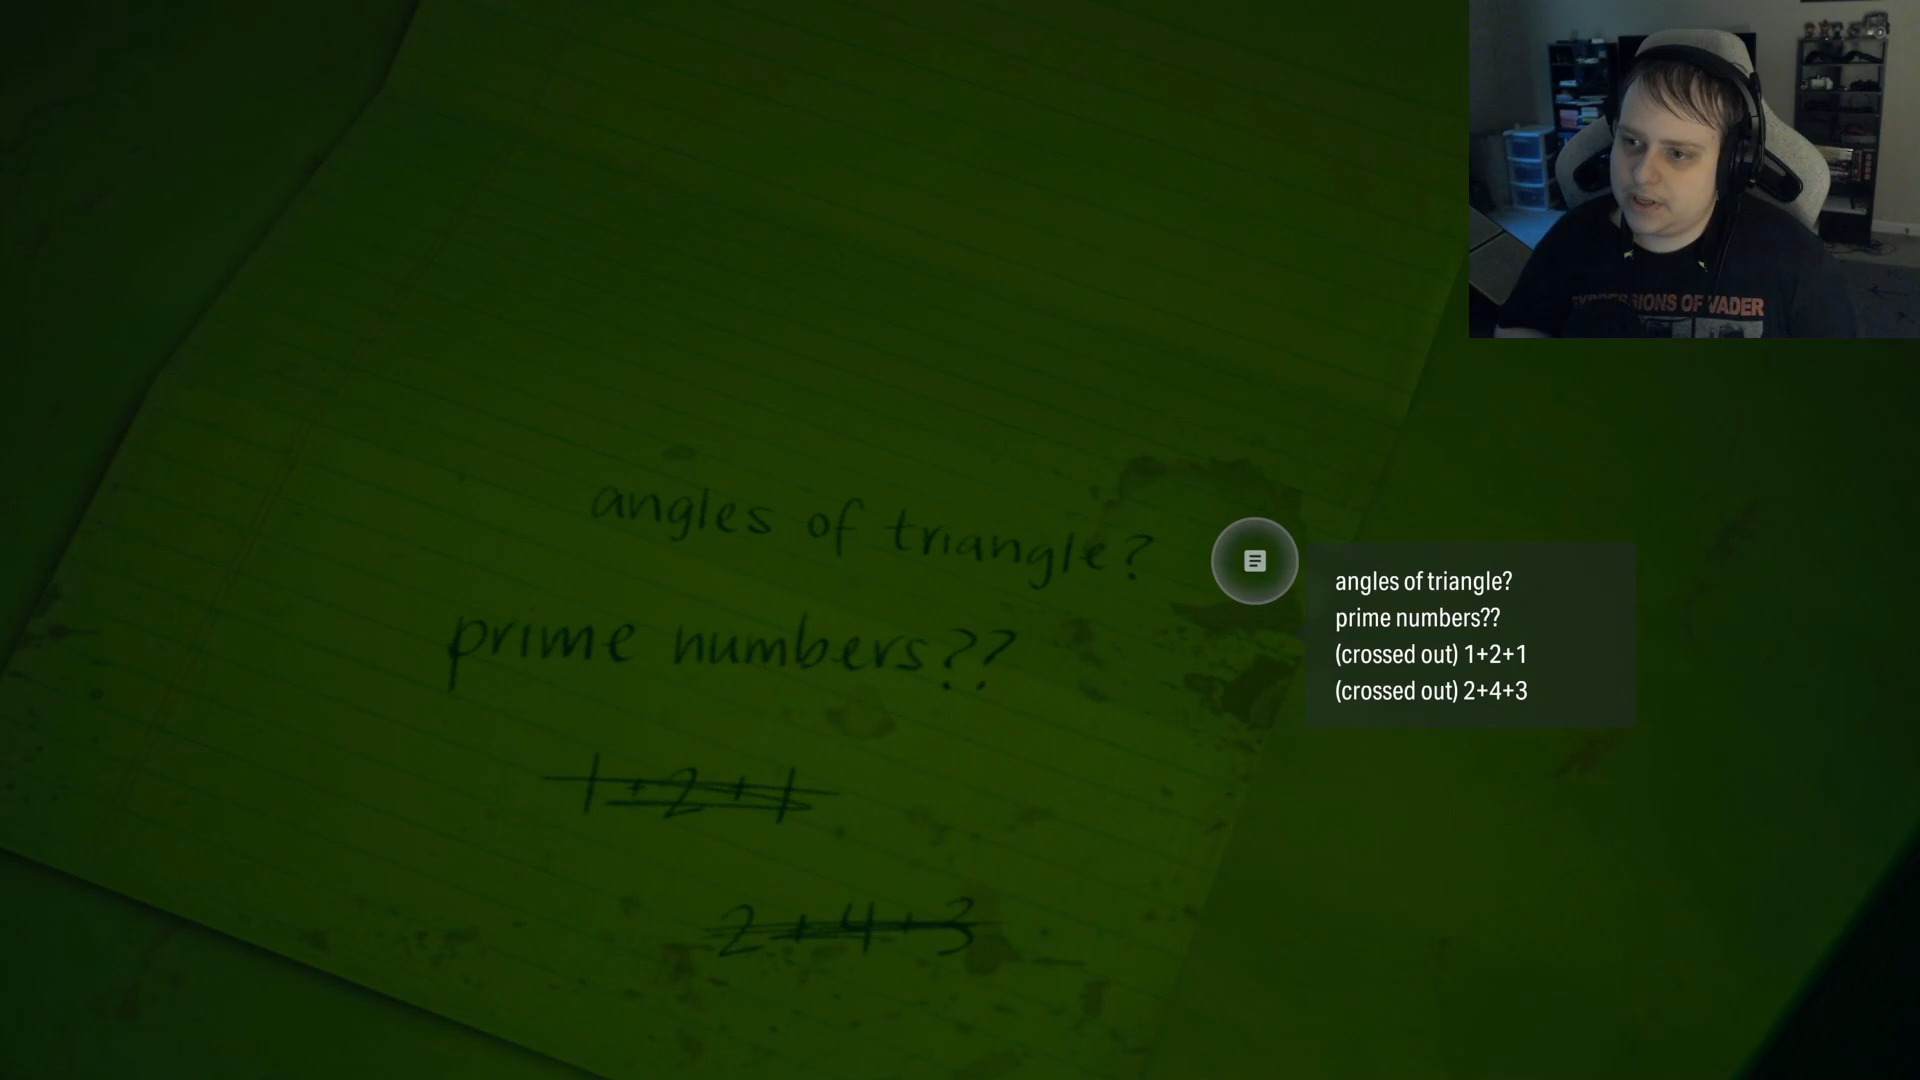 angles of triangle?
prime numbers??
1+2+1
2+4+3
angles of triangle?
prime numbers??
(crossed out) 1+2+1
(crossed out) 2+4+3
EXPRESSIONS OF VADER